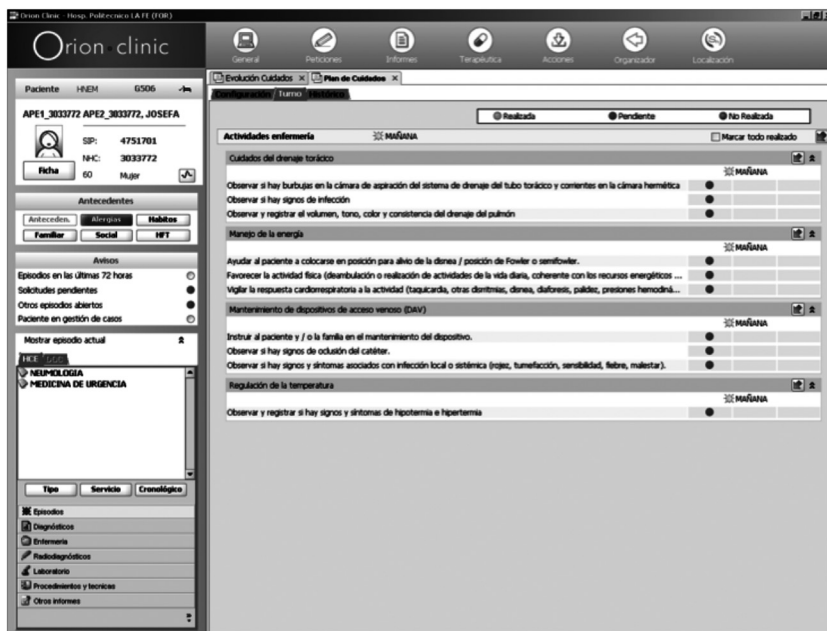 Orion Clinic - Hosp. Politecnico LA FE (FOR)
Orion clinic
General
Peticiones
Informes
Terapéutica
Acciones
Organizador
Localización
Paciente HNEM G506
APE1_3033772 APE2_3033772, JOSEFA
SIP: 4751701
NHC: 3033772
Ficha 60 Mujer
Antecedentes
Anteceden. Alergias Habitos
Familiar Social HFT
Avisos
Episodios en las últimas 72 horas
Solicitudes pendientes
Otros episodios abiertos
Paciente en gestión de casos
Mostrar episodio actual
HCE
NEUMOLOGIA
MEDICINA DE URGENCIA
Tipo Servicio Cronológico
Episodios
Diagnósticos
Enfermeria
Radiodiagnósticos
Laboratorio
Procedimientos y tecnicas
Otros informes
Evolución Cuidados x Plan de Cuidados x
Configuración Turno Histórico
Realizada Pendiente No Realizada
Actividades enfermería MAÑANA Marcar todo realizado
Cuidados del drenaje torácico
MAÑANA
Observar si hay burbujas en la cámara de aspiración del sistema de drenaje del tubo torácico y corrientes en la cámara hermética
Observar si hay signos de infección
Observar y registrar el volumen, tono, color y consistencia del drenaje del pulmón
Manejo de la energía
MAÑANA
Ayudar al paciente a colocarse en posición para alivio de la disnea / posición de Fowler o semifowler.
Favorecer la actividad física (deambulación o realización de actividades de la vida diaria, coherente con los recursos energéticos ...
Vigilar la respuesta cardiorrespiratoria a la actividad (taquicardia, otras disritmias, disnea, diaforesis, palidez, presiones hemodiná...
Mantenimiento de dispositivos de acceso venoso (DAV)
MAÑANA
Instruir al paciente y / o la familia en el mantenimiento del dispositivo.
Observar si hay signos de oclusión del catéter.
Observar si hay signos y síntomas asociados con infección local o sistémica (rojez, tumefacción, sensibilidad, fiebre, malestar).
Regulación de la temperatura
MAÑANA
Observar y registrar si hay signos y síntomas de hipotermia e hipertermia